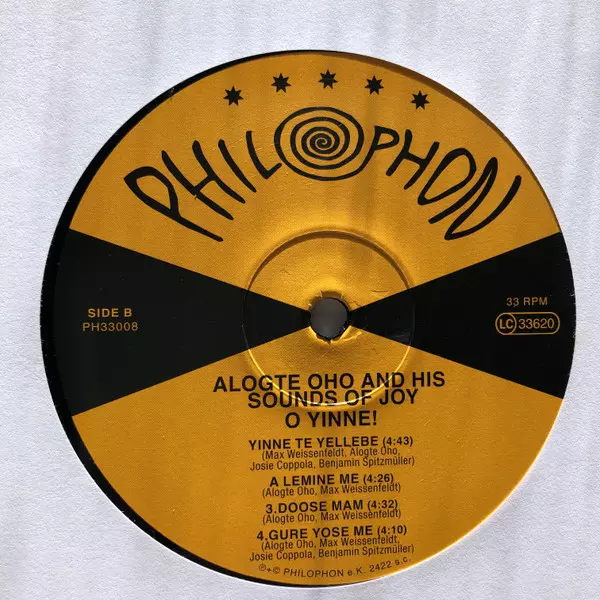 PHILOPHON
SIDE B
PH33008
33 RPM
LC 33620
ALOGTE OHO AND HIS
SOUNDS OF JOY
O YINNE!
YINNE TE YELLEBE (4:43)
(Max Weissenfeldt, Alogte Oho,
Josie Coppola, Benjamin Spitzmüller)
A LEMINE ME (4:26)
(Alogte Oho, Max Weissenfeldt)
3.DOOSE MAM (4:32)
(Alogte Oho, Max Weissenfeldt)
4.GURE YOSE ME (4:10)
(Alogte Oho, Max Weissenfeldt,
Josie Coppola, Benjamin Spitzmüller)
℗+© PHILOPHON e.K. 2422 s.c.